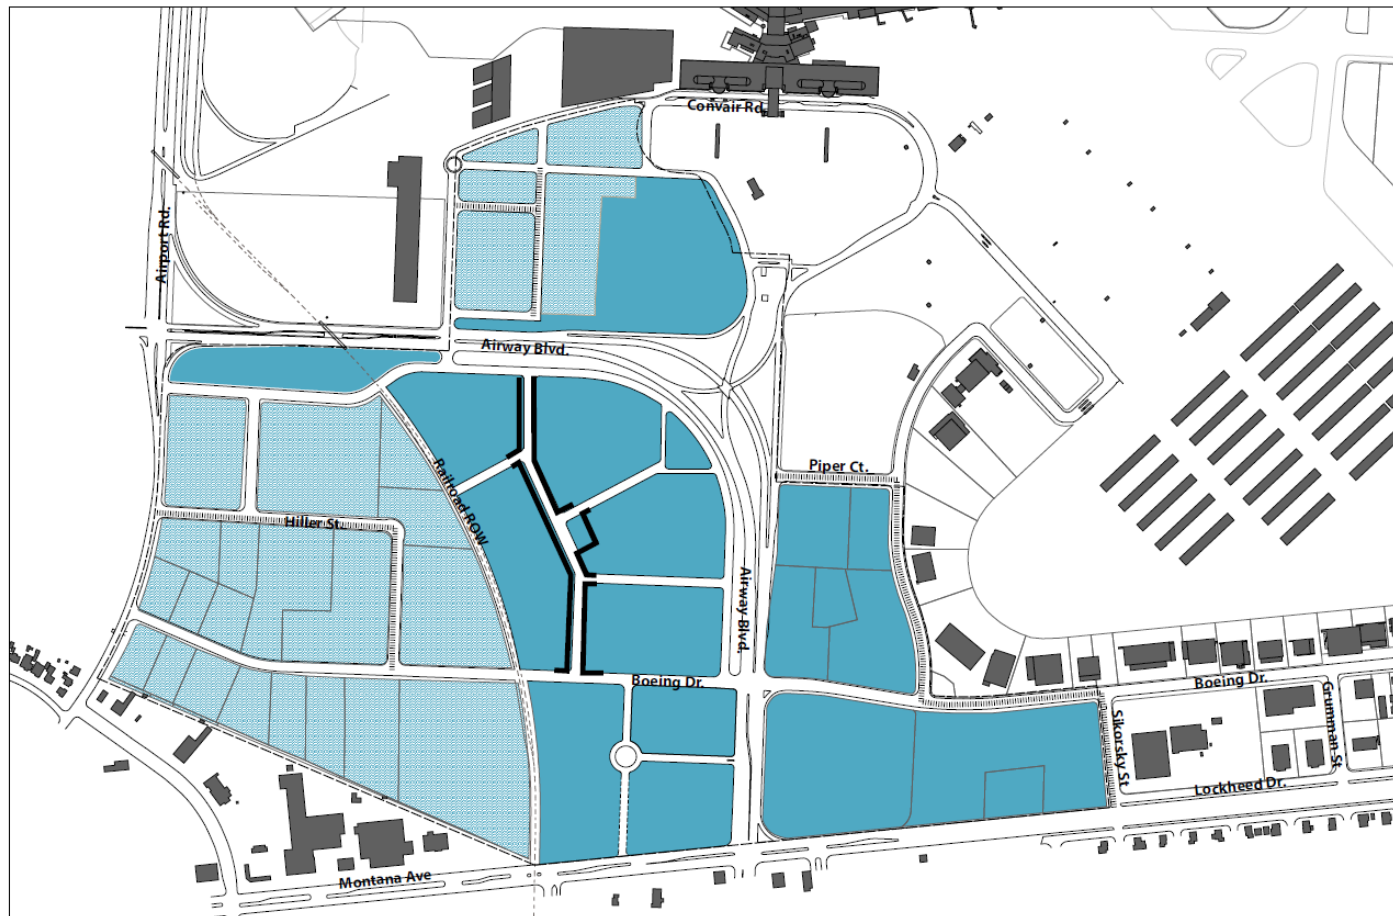 Convair Rd.
Airport Rd.
Airway Blvd.
Piper Ct.
Railroad ROW
Hiller St.
Airway Blvd.
Boeing Dr.
Boeing Dr.
Sikorsky St
Grumman St.
Lockheed Dr.
Montana Ave